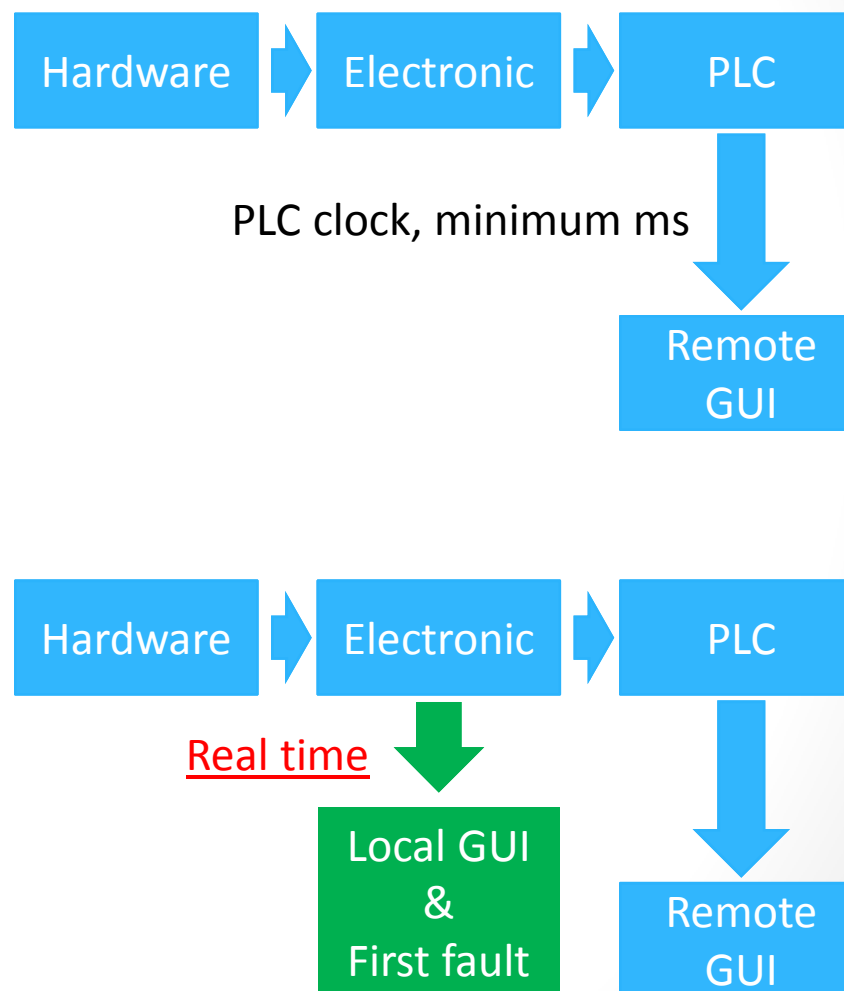 Hardware
Electronic
PLC
PLC clock, minimum ms
Remote
GUI
Hardware
Electronic
PLC
Real time
Local GUI
&
First fault
Remote
GUI